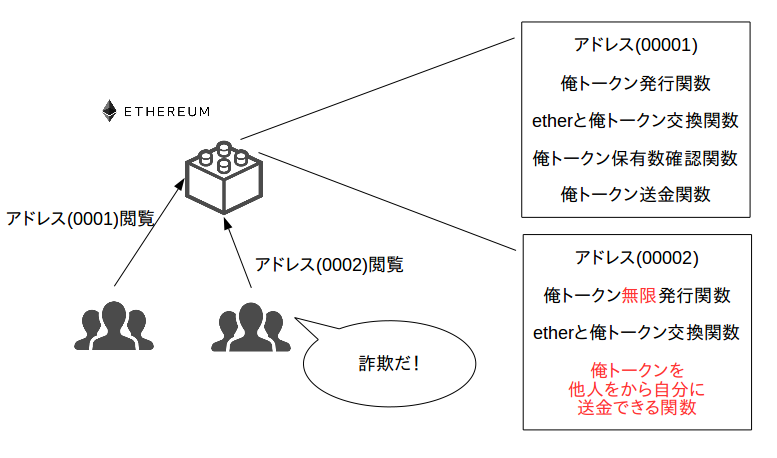 ETHEREUM
アドレス(0001)閲覧
アドレス(0002)閲覧
詐欺だ！
アドレス(00001)
俺トークン発行関数
etherと俺トークン交換関数
俺トークン保有数確認関数
俺トークン送金関数
アドレス(00002)
俺トークン無限発行関数
etherと俺トークン交換関数
俺トークンを
他人をから自分に
送金できる関数